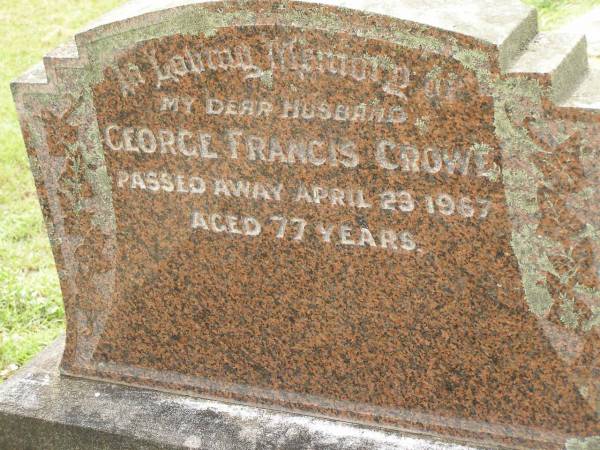 In Loving Memory of
MY DEAR HUSBAND
GEORGE FRANCIS CROWE
PASSED AWAY APRIL 23 1967
AGED 77 YEARS.